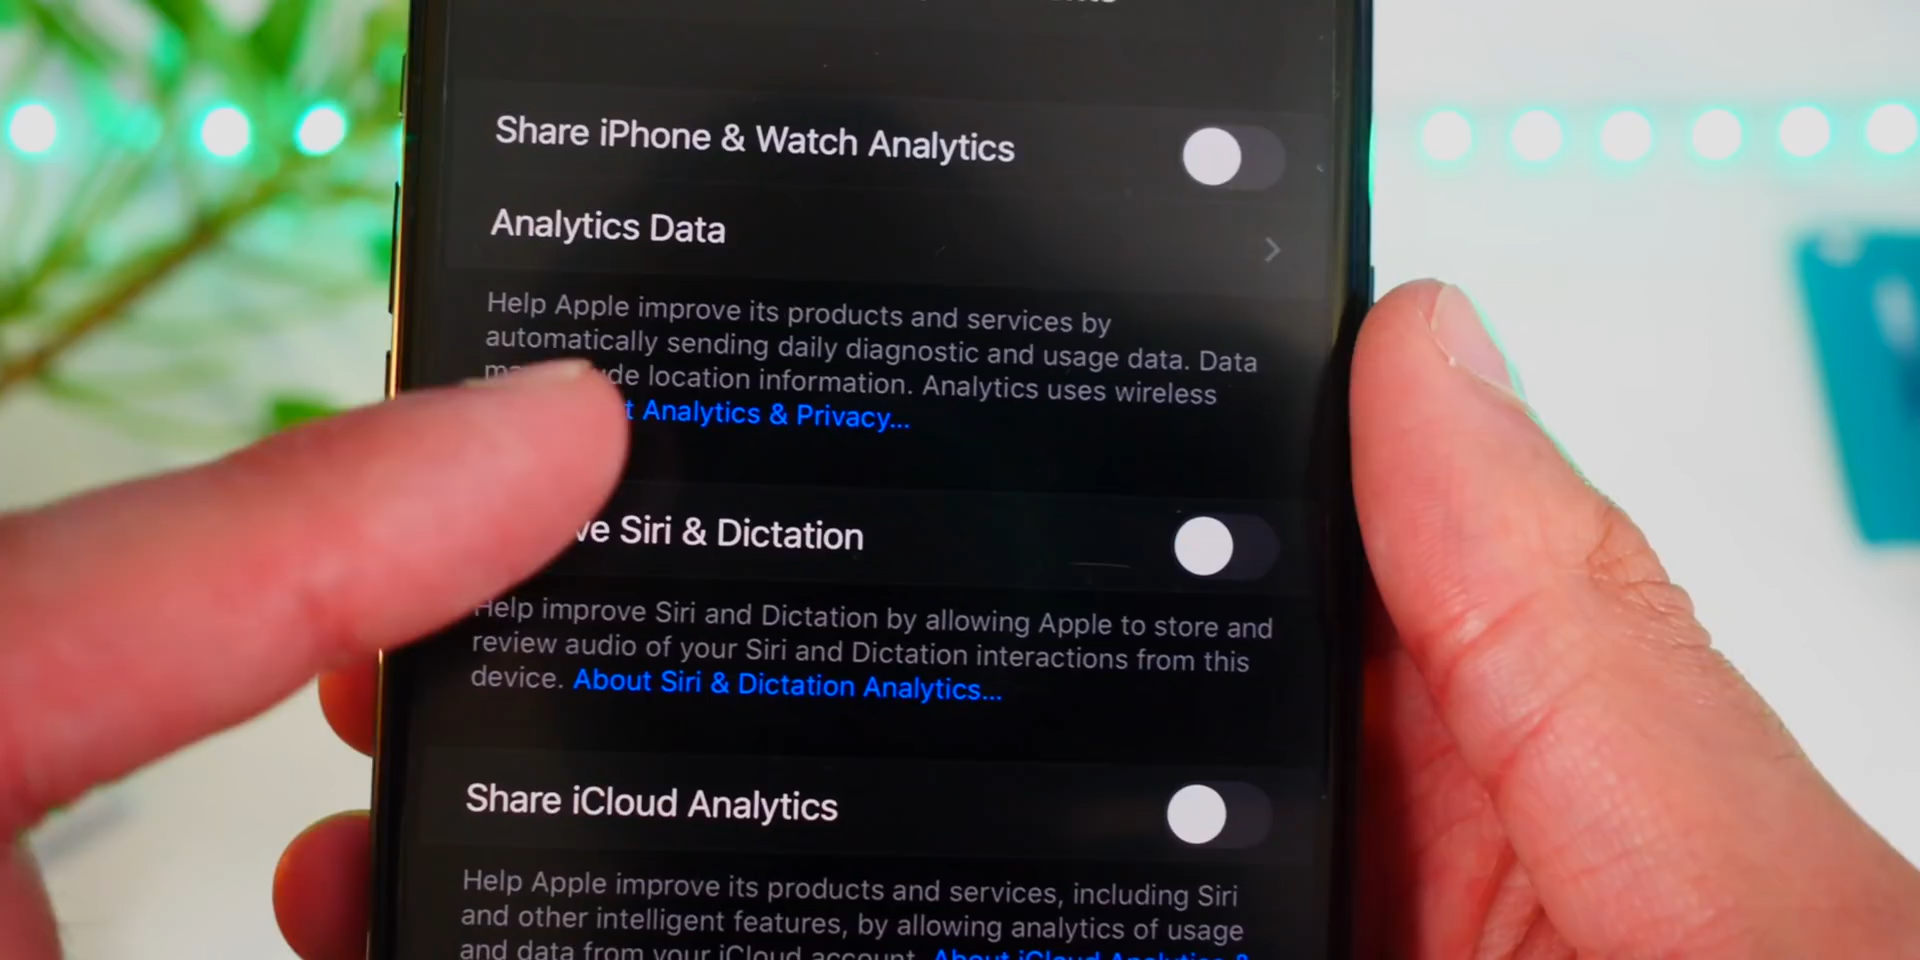 Share iPhone & Watch Analytics
Analytics Data
Help Apple improve its products and services by
automatically sending daily diagnostic and usage data. Data
location information. Analytics uses wireless
Analytics & Privacy...
Siri & Dictation
Help improve Siri and Dictation by allowing Apple to store and
review audio of your Siri and Dictation interactions from this
device. About Siri & Dictation Analytics...
Share iCloud Analytics
Help Apple improve its products and services, including Siri
and other intelligent features, by allowing analytics of usage
and data from your iCloud account. About iCloud Analytics &